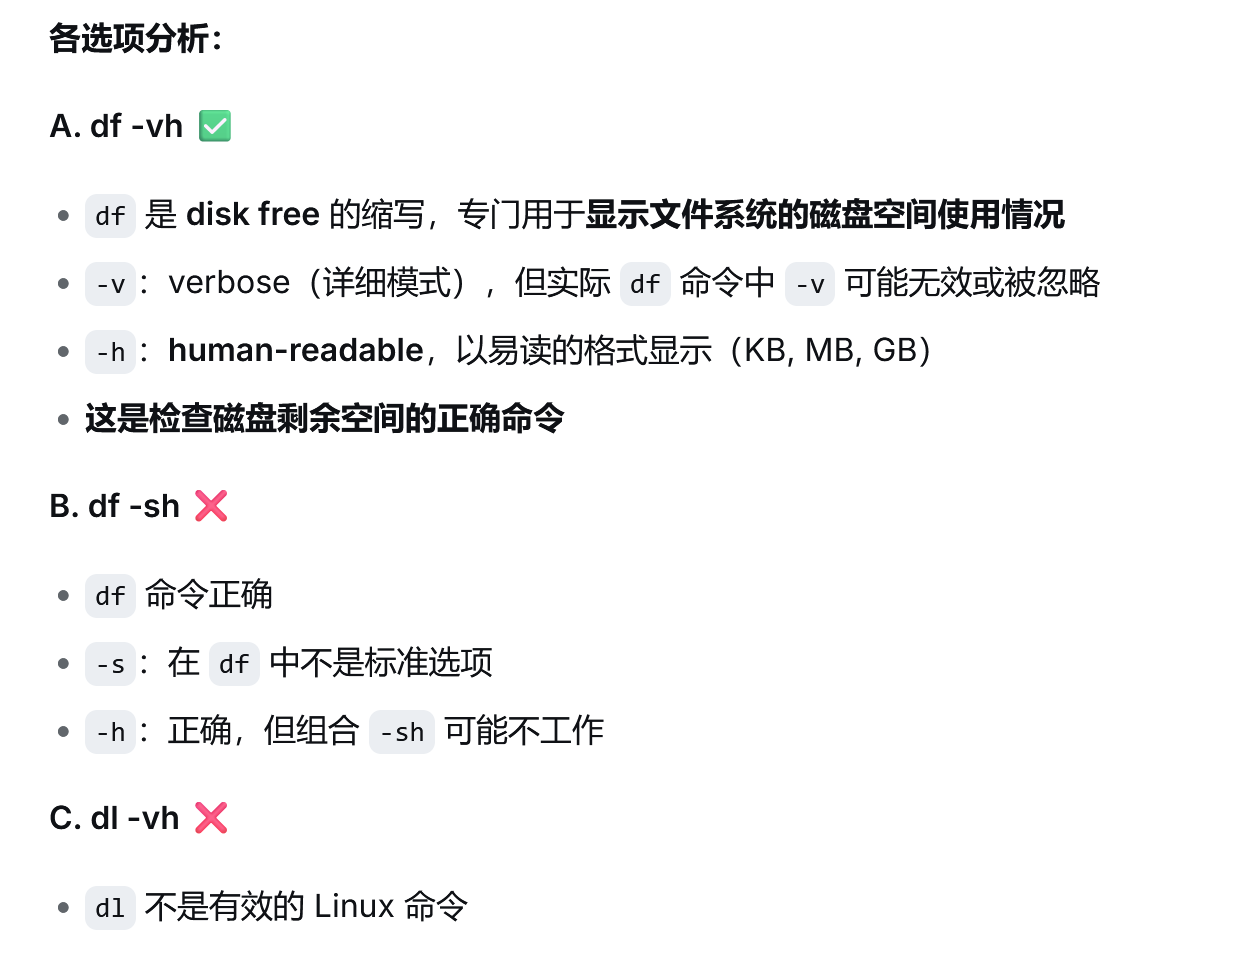 各选项分析：
A. df -vh ✅
• df 是 disk free 的缩写，专门用于显示文件系统的磁盘空间使用情况
• -v：verbose（详细模式），但实际 df 命令中 -v 可能无效或被忽略
• -h：human-readable，以易读的格式显示（KB, MB, GB）
• 这是检查磁盘剩余空间的正确命令
B. df -sh ❌
• df 命令正确
• -s：在 df 中不是标准选项
• -h：正确，但组合 -sh 可能不工作
C. dl -vh ❌
• dl 不是有效的 Linux 命令